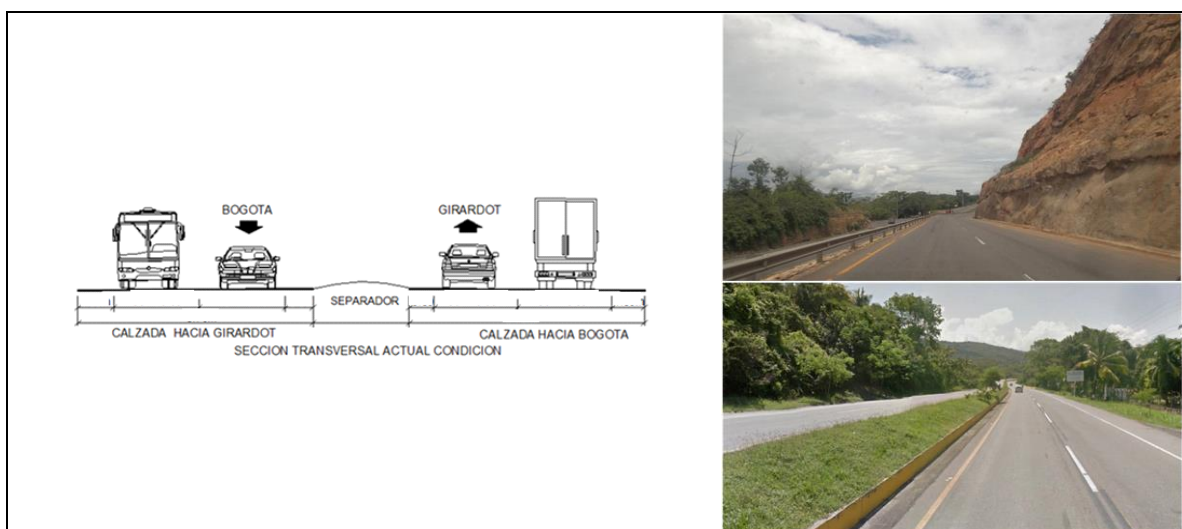 BOGOTA
GIRARDOT
SEPARADOR
CALZADA HACIA GIRARDOT
CALZADA HACIA BOGOTA
SECCION TRANSVERSAL ACTUAL CONDICION